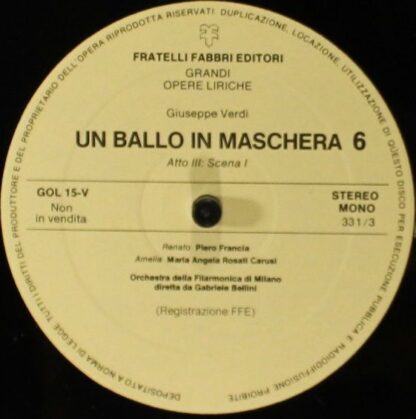 TUTTI I DIRITTI DEL PRODUTTORE E DEL PROPRIETARIO DELL'OPERA RIPRODOTTA RISERVATI. DUPLICAZIONE, LOCAZIONE, UTILIZZAZIONE DI QUESTO DISCO PER ESECUZIONE PUBBLICA E RADIODIFFUSIONE PROIBITE
DEPOSITATO A NORMA DI LEGGE
FRATELLI FABBRI EDITORI
GRANDI
OPERE LIRICHE
Giuseppe Verdi
UN BALLO IN MASCHERA 6
Atto III: Scena I
GOL 15-V
Non
in vendita
STEREO
MONO
33 1/3
Renato: Piero Francia
Amelia: Maria Angela Rosati Carusi
Orchestra della Filarmonica di Milano
diretta da Gabriele Bellini
(Registrazione FFE)